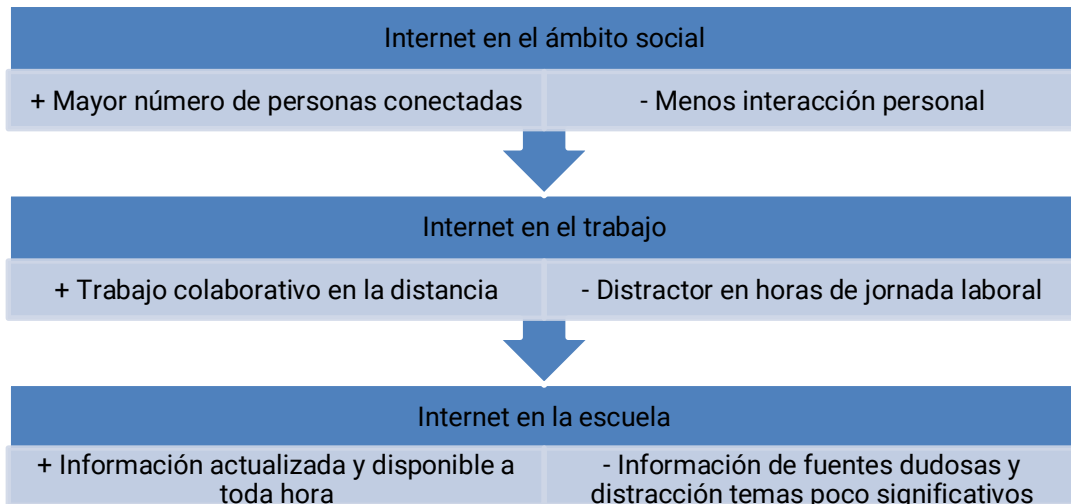 Internet en el ámbito social
+ Mayor número de personas conectadas
- Menos interacción personal
Internet en el trabajo
+ Trabajo colaborativo en la distancia
- Distractor en horas de jornada laboral
Internet en la escuela
+ Información actualizada y disponible a
toda hora
- Información de fuentes dudosas y
distracción temas poco significativos